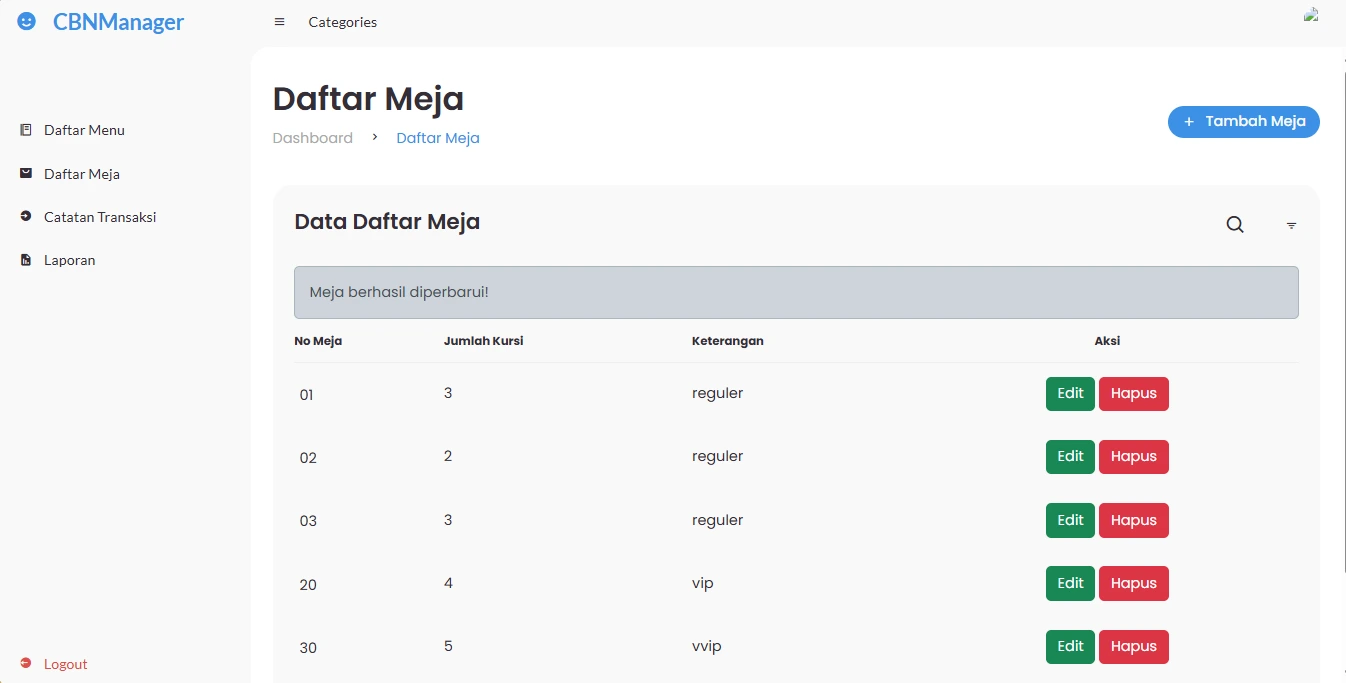 CBNManager
Categories
Daftar Menu
Daftar Meja
Catatan Transaksi
Laporan
Logout
Daftar Meja
Dashboard > Daftar Meja
+ Tambah Meja
Data Daftar Meja
Meja berhasil diperbarui!
No Meja Jumlah Kursi Keterangan Aksi
01 3 reguler Edit Hapus
02 2 reguler Edit Hapus
03 3 reguler Edit Hapus
20 4 vip Edit Hapus
30 5 vvip Edit Hapus